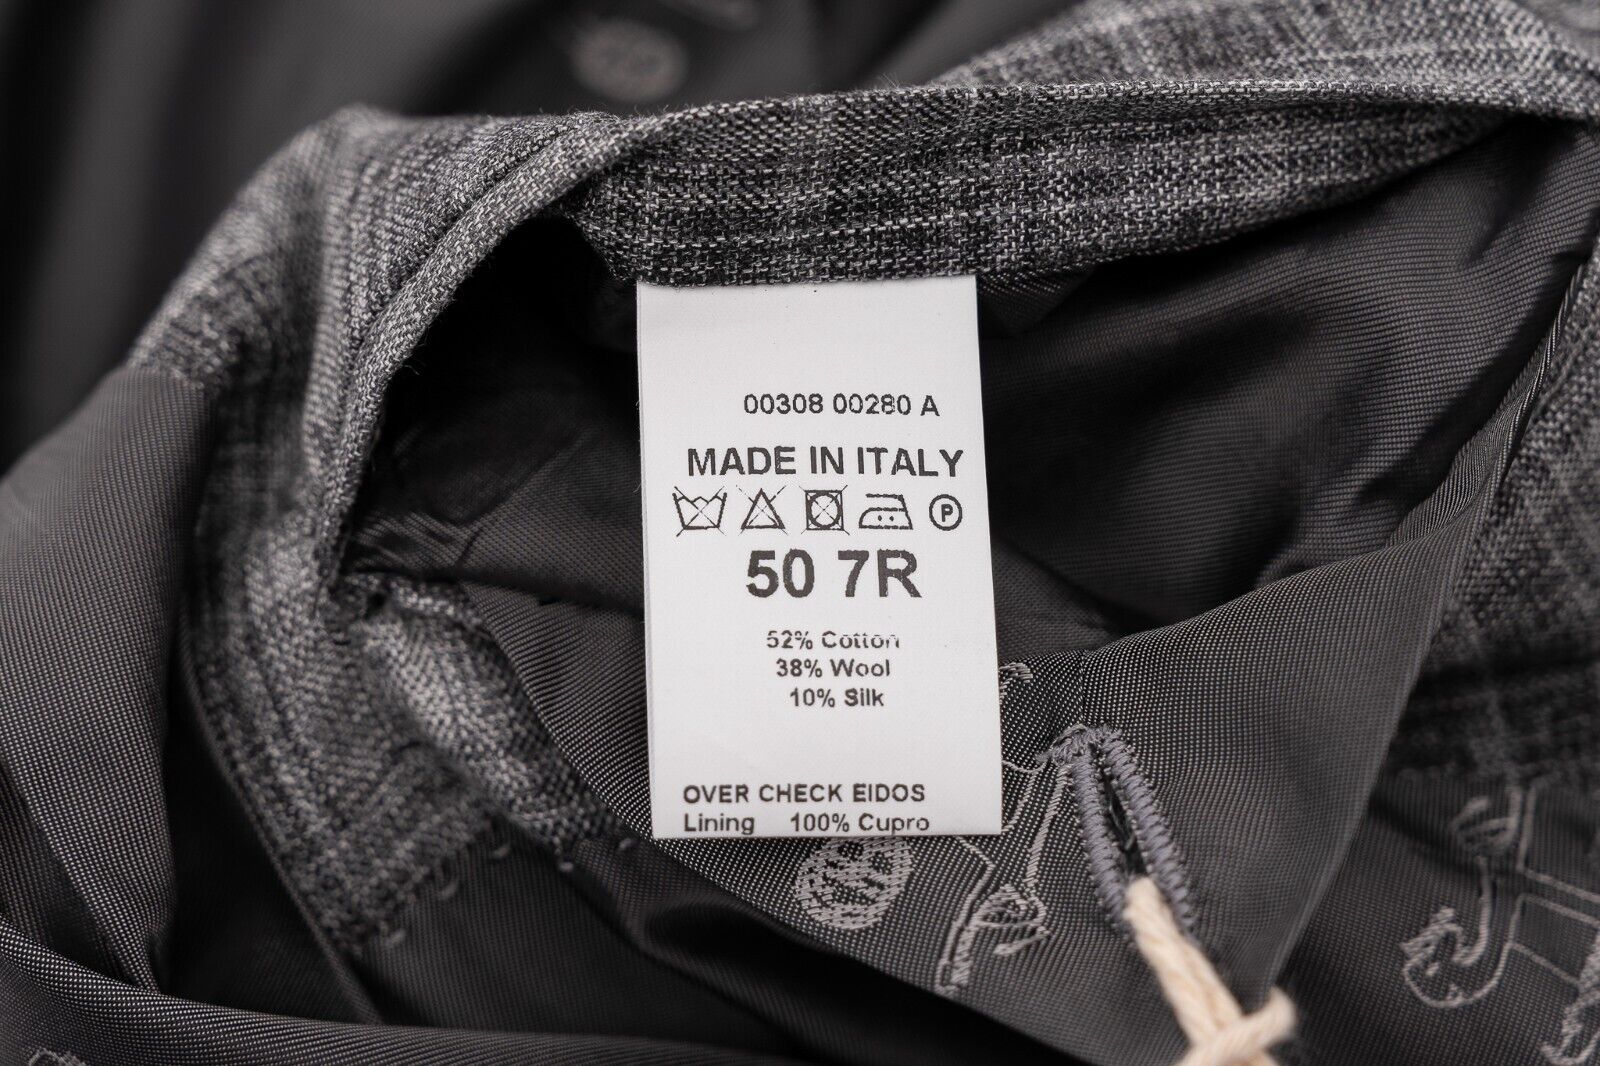 00308 00280 A
MADE IN ITALY
P
50 7R
52% Cotton
38% Wool
10% Silk
OVER CHECK EIDOS
Lining 100% Cupro